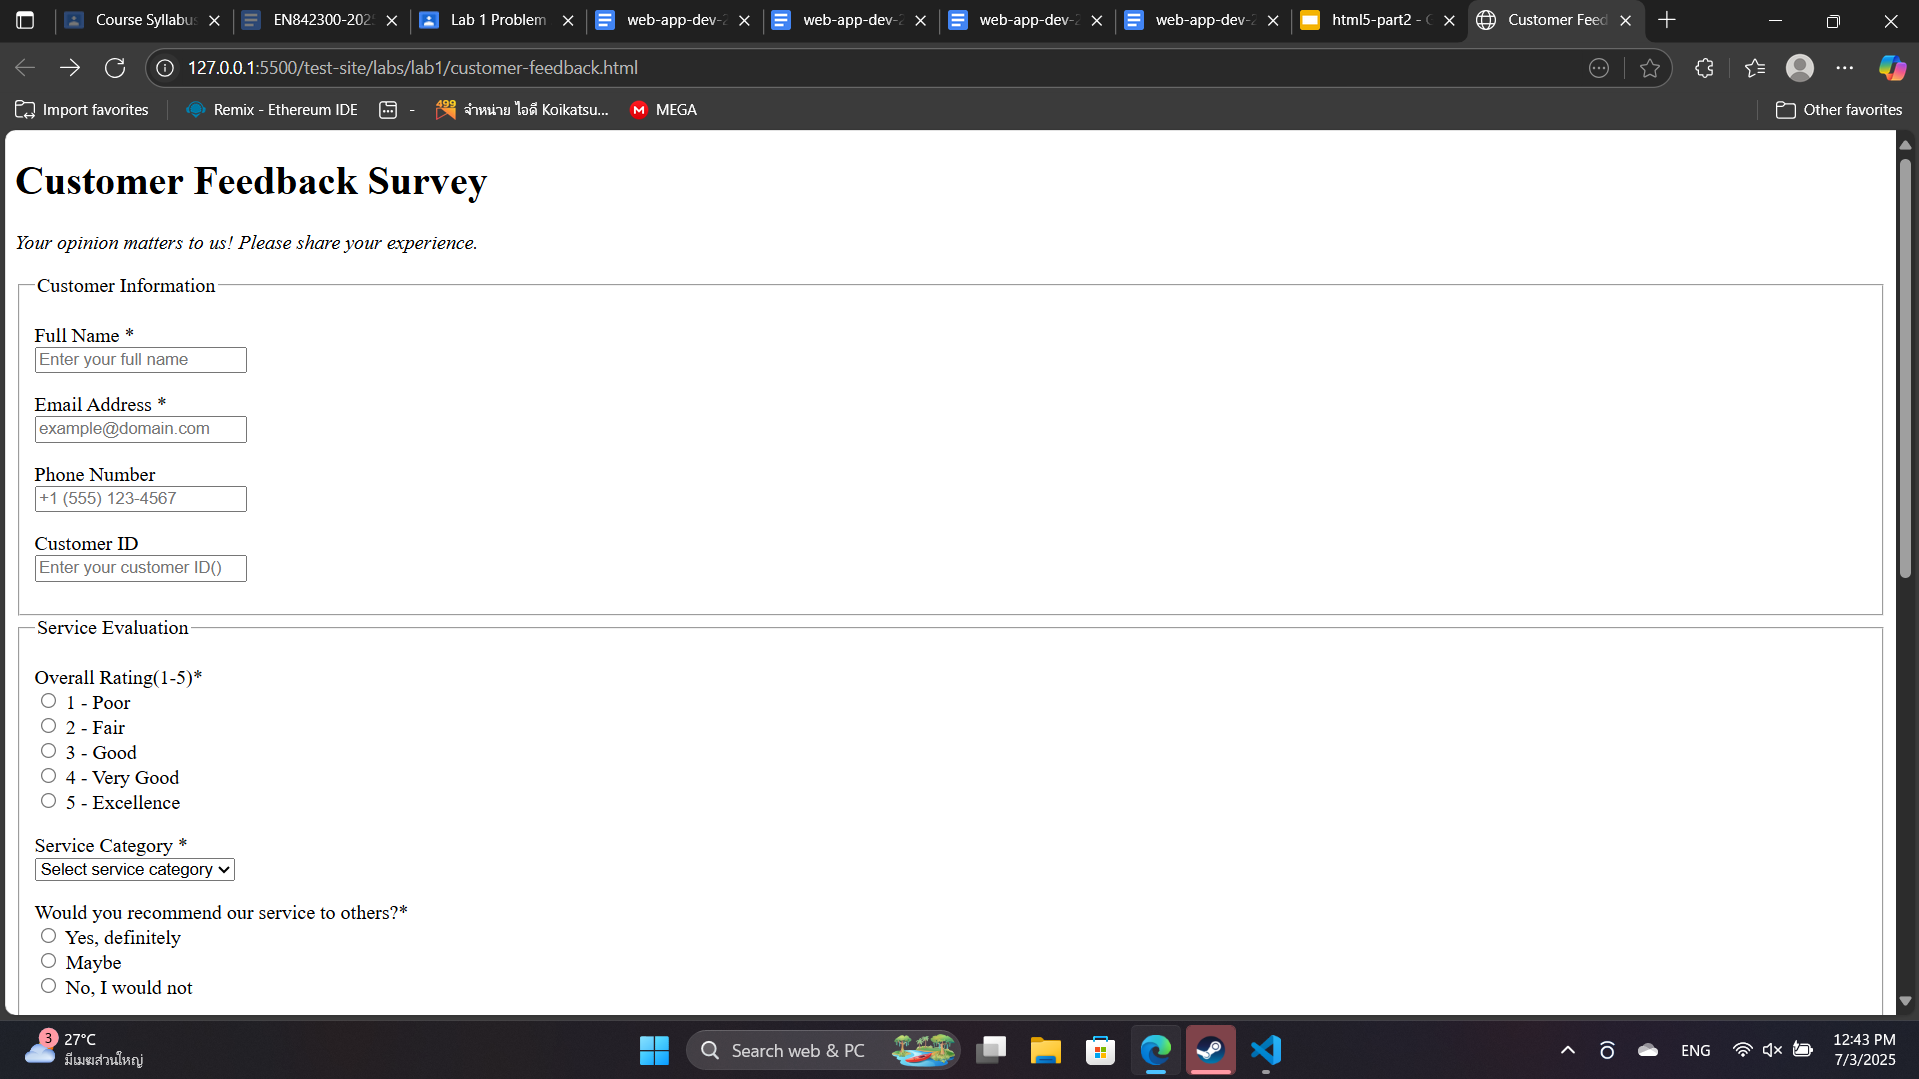 Course Syllabus
EN842300-202
Lab 1 Problem
web-app-dev-2
web-app-dev-2
web-app-dev-2
web-app-dev-2
html5-part2 -
Customer Feed
127.0.0.1:5500/test-site/labs/lab1/customer-feedback.html
Import favorites
Remix - Ethereum IDE
-
499
จำหน่าย ไอดี Koikatsu...
M
MEGA
Other favorites
Customer Feedback Survey
Your opinion matters to us! Please share your experience.
Customer Information
Full Name *
Enter your full name
Email Address *
example@domain.com
Phone Number
+1 (555) 123-4567
Customer ID
Enter your customer ID()
Service Evaluation
Overall Rating(1-5)*
1 - Poor
2 - Fair
3 - Good
4 - Very Good
5 - Excellence
Service Category *
Select service category
Would you recommend our service to others?*
Yes, definitely
Maybe
No, I would not
3
27°C
มีเมฆส่วนใหญ่
Search web & PC
ENG
12:43 PM
7/3/2025